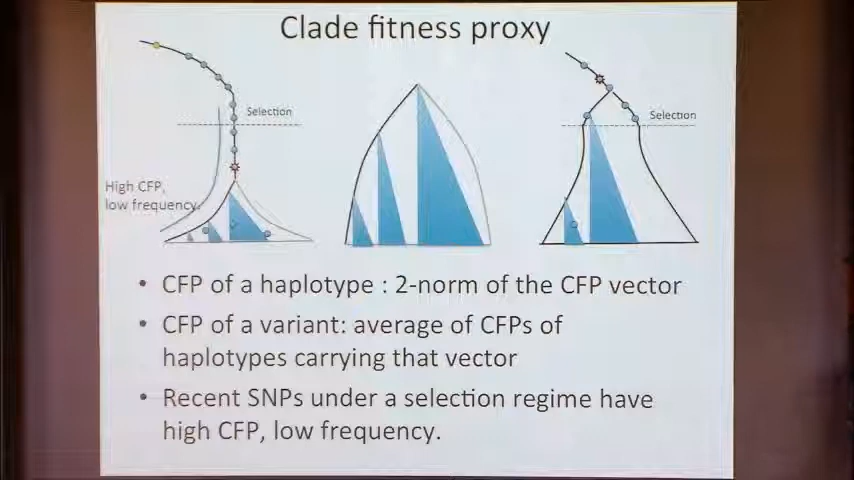 Clade fitness proxy
Selection
Selection
High CFP,
low frequency
• CFP of a haplotype : 2-norm of the CFP vector
• CFP of a variant: average of CFPs of
haplotypes carrying that vector
• Recent SNPs under a selection regime have
high CFP, low frequency.